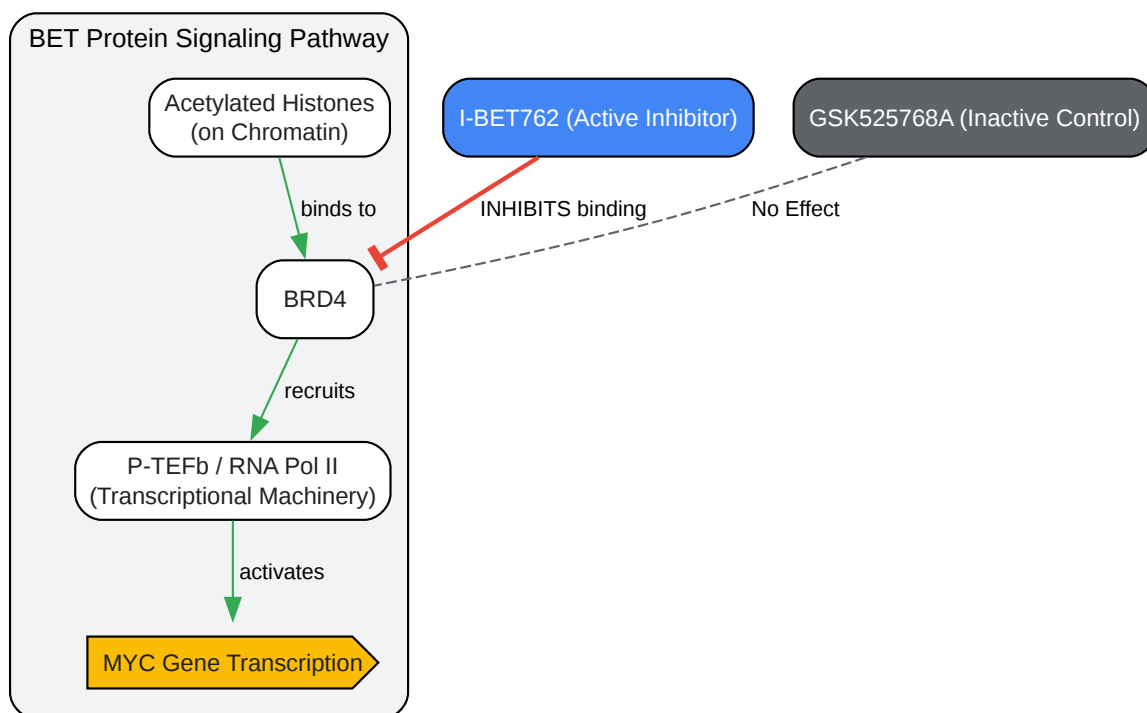 BET Protein Signaling Pathway
Acetylated Histones
(on Chromatin)
I-BET762 (Active Inhibitor)
GSK525768A (Inactive Control)
binds to
INHIBITS binding
No Effect
BRD4
recruits
P-TEFb / RNA Pol II
(Transcriptional Machinery)
activates
MYC Gene Transcription